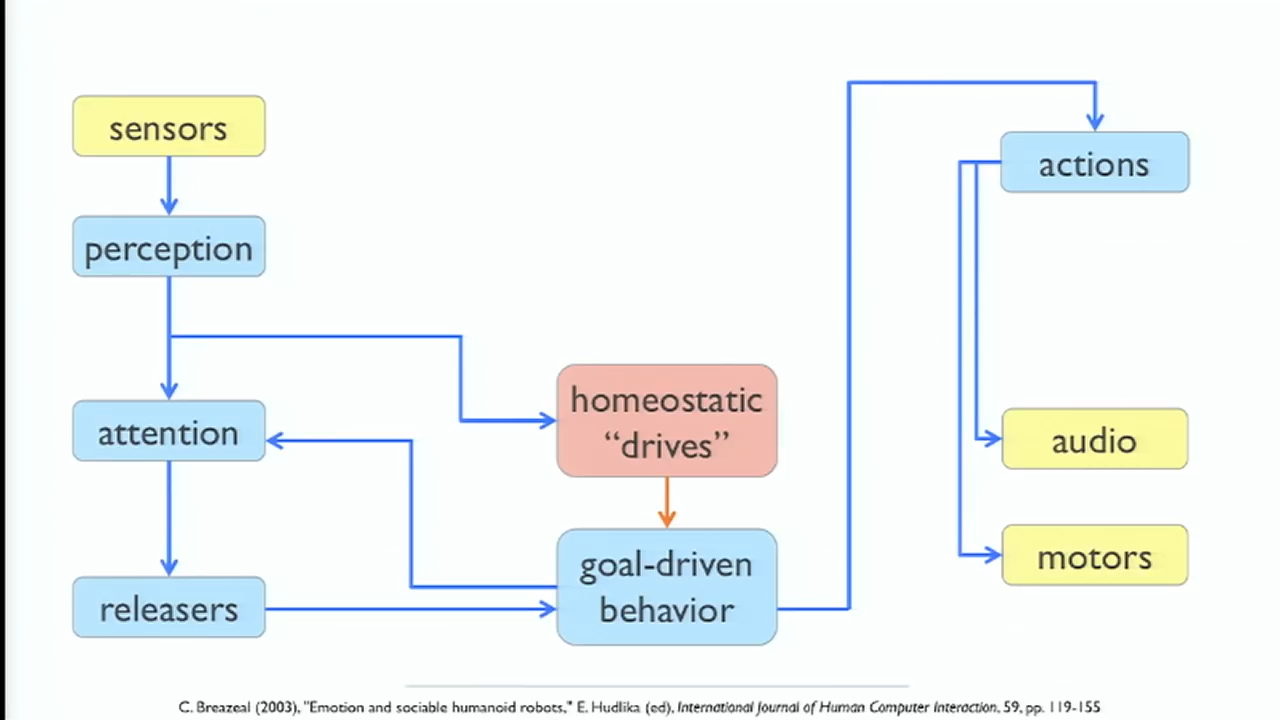 sensors
perception
attention
releasers
homeostatic
“drives”
goal-driven
behavior
actions
audio
motors
C. Breazeal (2003), "Emotion and sociable humanoid robots," E. Hudlika (ed), International Journal of Human Computer Interaction, 59, pp. 119-155